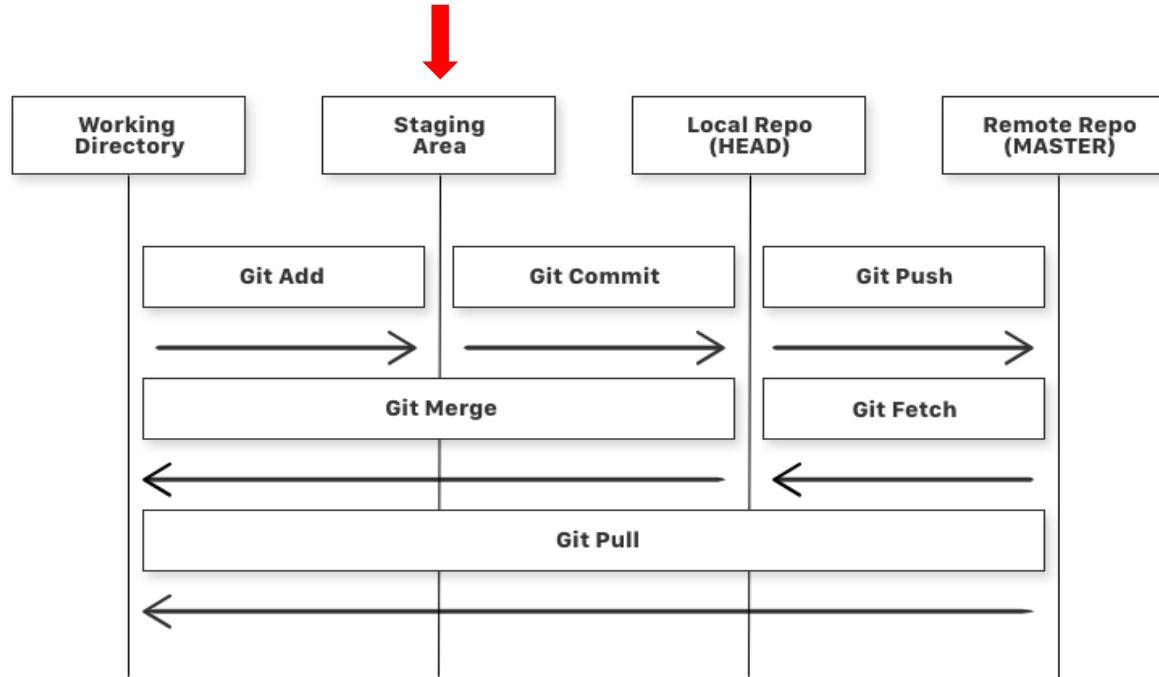 Working
Directory
Staging
Area
Local Repo
(HEAD)
Remote Repo
(MASTER)
Git Add
Git Commit
Git Push
Git Merge
Git Fetch
Git Pull